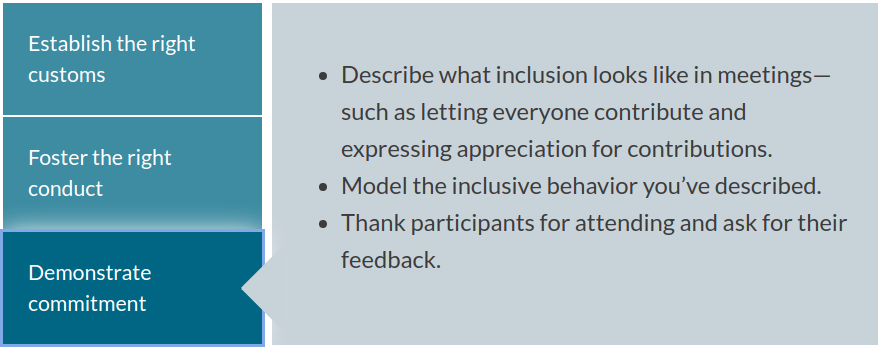 Establish the right
customs
Foster the right
conduct
Demonstrate
commitment
• Describe what inclusion looks like in meetings—
such as letting everyone contribute and
expressing appreciation for contributions.
• Model the inclusive behavior you’ve described.
• Thank participants for attending and ask for their
feedback.